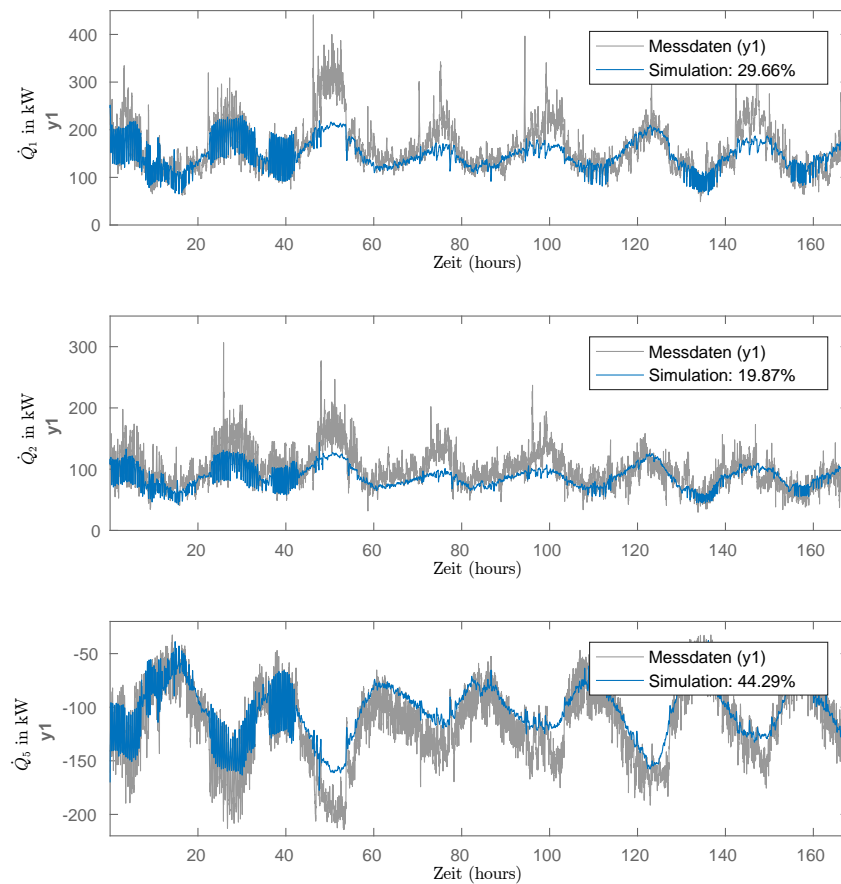 400
300
200
100
0
Q̇₁ in kW
y1
Messdaten (y1)
Simulation: 29.66%
20 40 60 80 100 120 140 160
Zeit (hours)
300
200
100
0
Q̇₂ in kW
y1
Messdaten (y1)
Simulation: 19.87%
20 40 60 80 100 120 140 160
Zeit (hours)
-50
-100
-150
-200
Q̇₅ in kW
y1
Messdaten (y1)
Simulation: 44.29%
20 40 60 80 100 120 140 160
Zeit (hours)